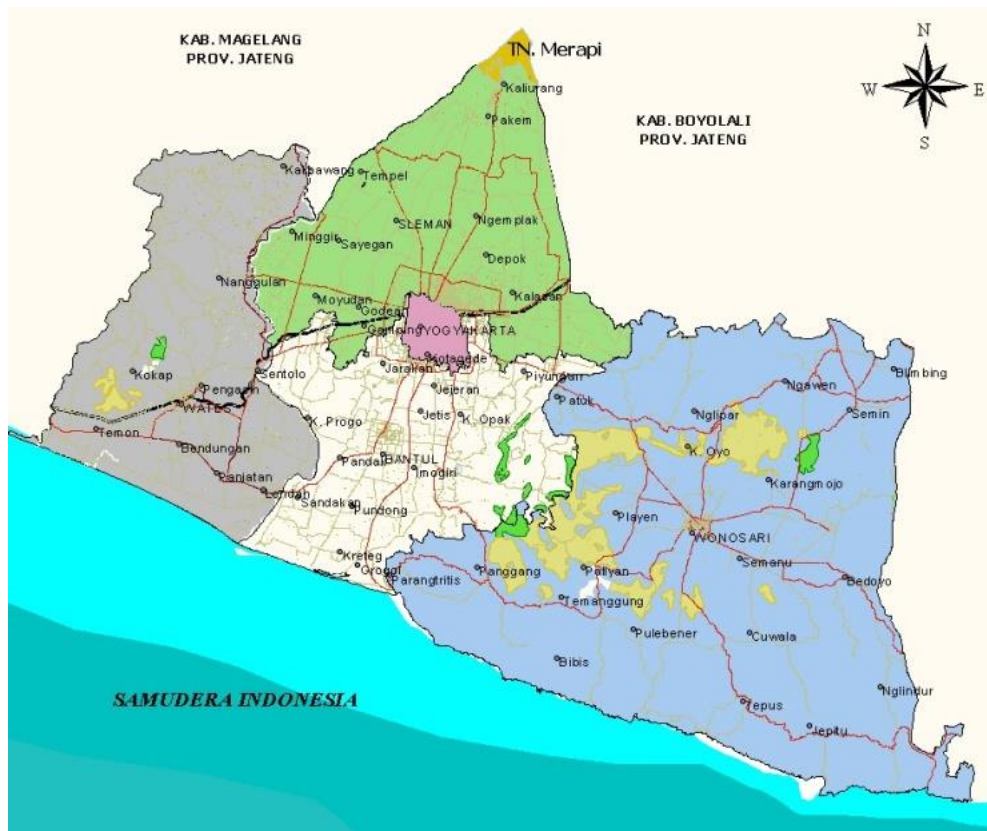 KAB. MAGELANG
PROV. JATENG
TN. Merapi
N
W
E
S
Kaliurang
KAB. BOYOLALI
PROV. JATENG
Pakem
Kalibawang
Tempel
SLEMAN
Ngemplak
Minggir
Sayegan
Depok
Nanggulan
Moyudan
Kalasan
Godean
Gamping
YOGYAKARTA
Kotagede
Jarakan
Kokap
Sentolo
Piyungan
Blimbing
Pengasih
Jejeran
Ngawen
WATES
Patuk
Jetis
K. Opak
Nglipar
Semin
Temon
K. Progo
Bendungan
K. Oyo
Pandak
BANTUL
Imogiri
Panjatan
Karangmojo
Lendah
Sandakan
Pundong
Playen
WONOSARI
Kreteg
Semanu
Grogol
Panggang
Paliyan
Parangtritis
Bedoyo
Temanggung
Pulebener
Cuwala
Bibis
SAMUDERA INDONESIA
Nglindur
Tepus
Jepitu